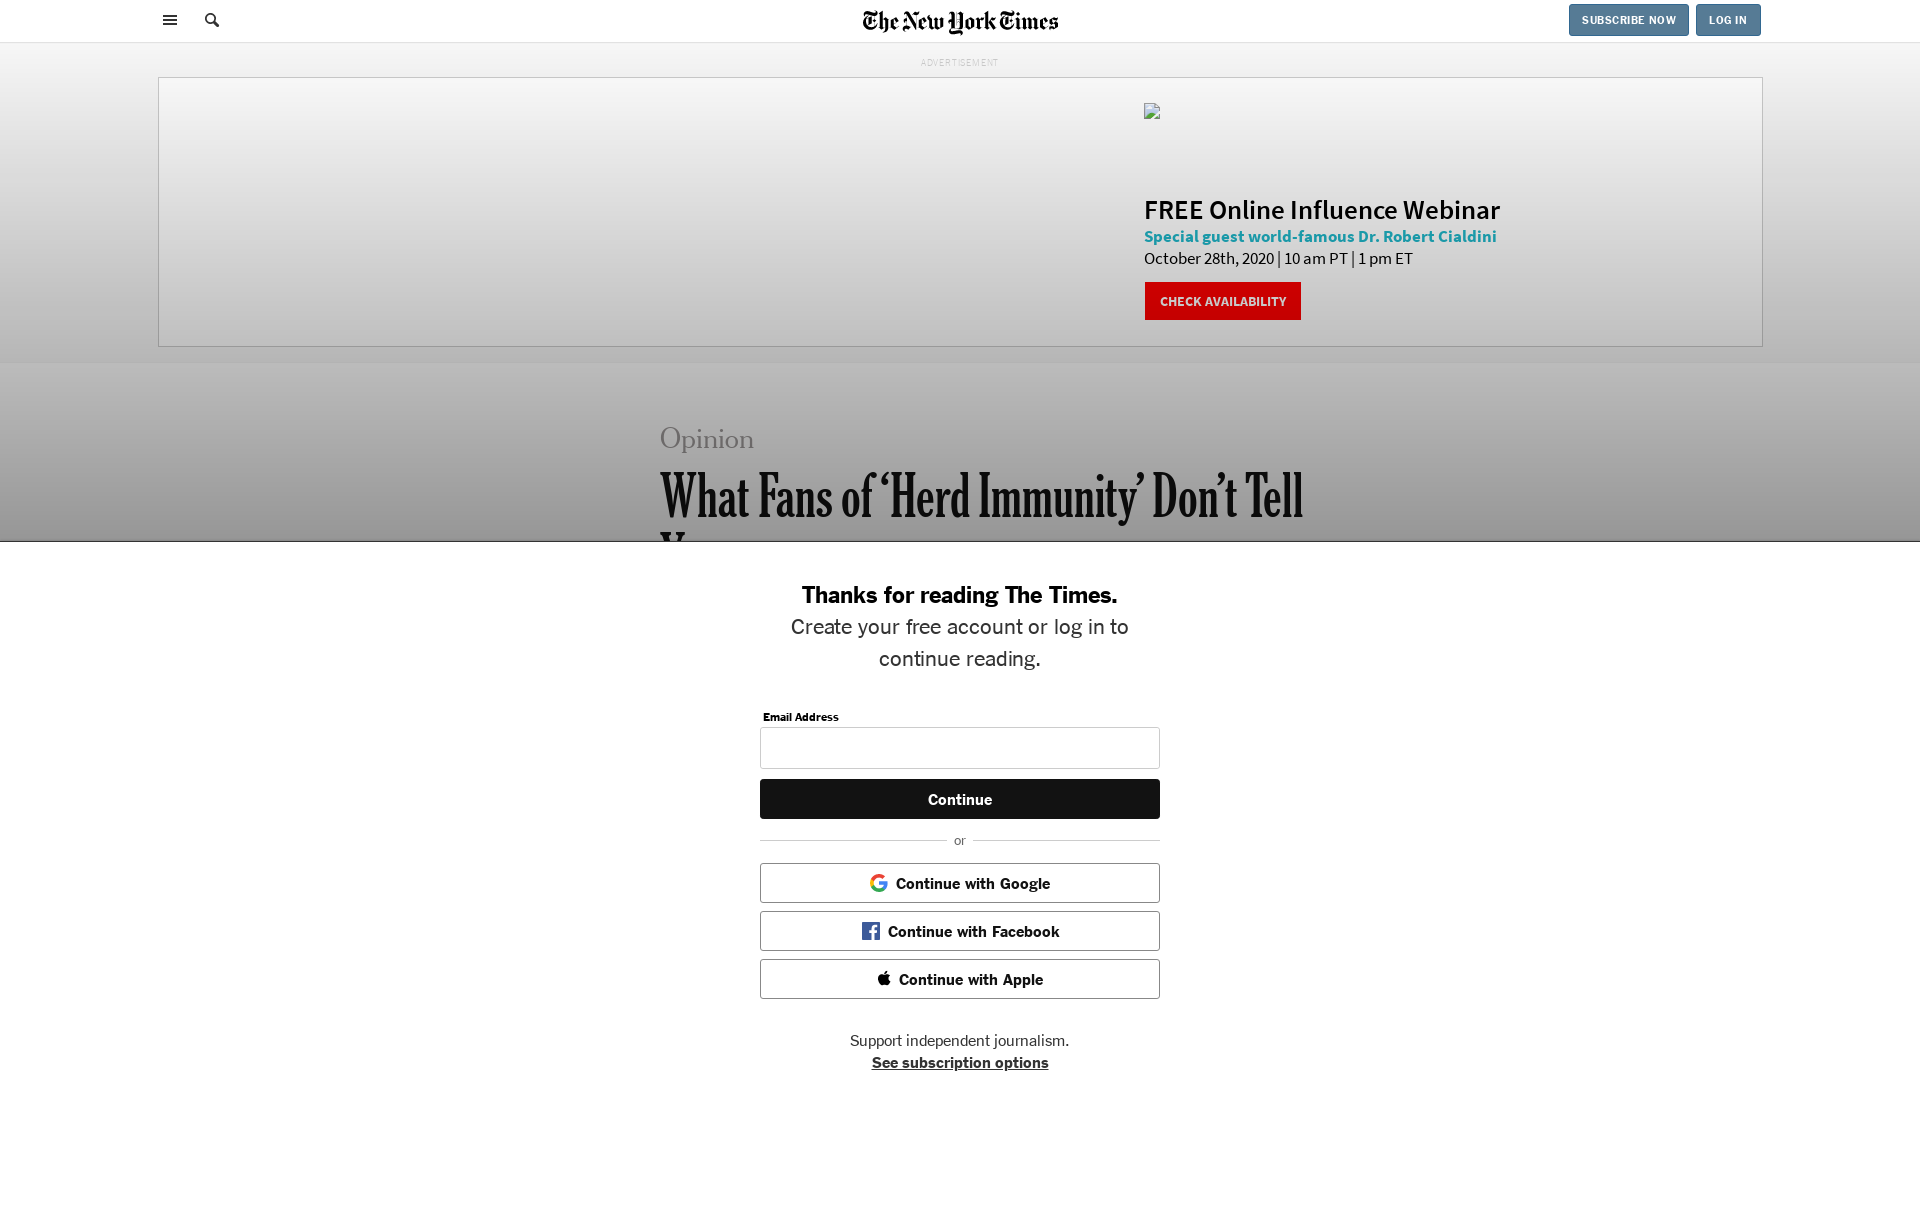 The New York Times
SUBSCRIBE NOW
LOG IN
ADVERTISEMENT
FREE Online Influence Webinar
Special guest world-famous Dr. Robert Cialdini
October 28th, 2020 | 10 am PT | 1 pm ET
CHECK AVAILABILITY
Opinion
What Fans of ‘Herd Immunity’ Don’t Tell
Thanks for reading The Times.
Create your free account or log in to
continue reading.
Email Address
Continue
or
Continue with Google
Continue with Facebook
Continue with Apple
Support independent journalism.
See subscription options